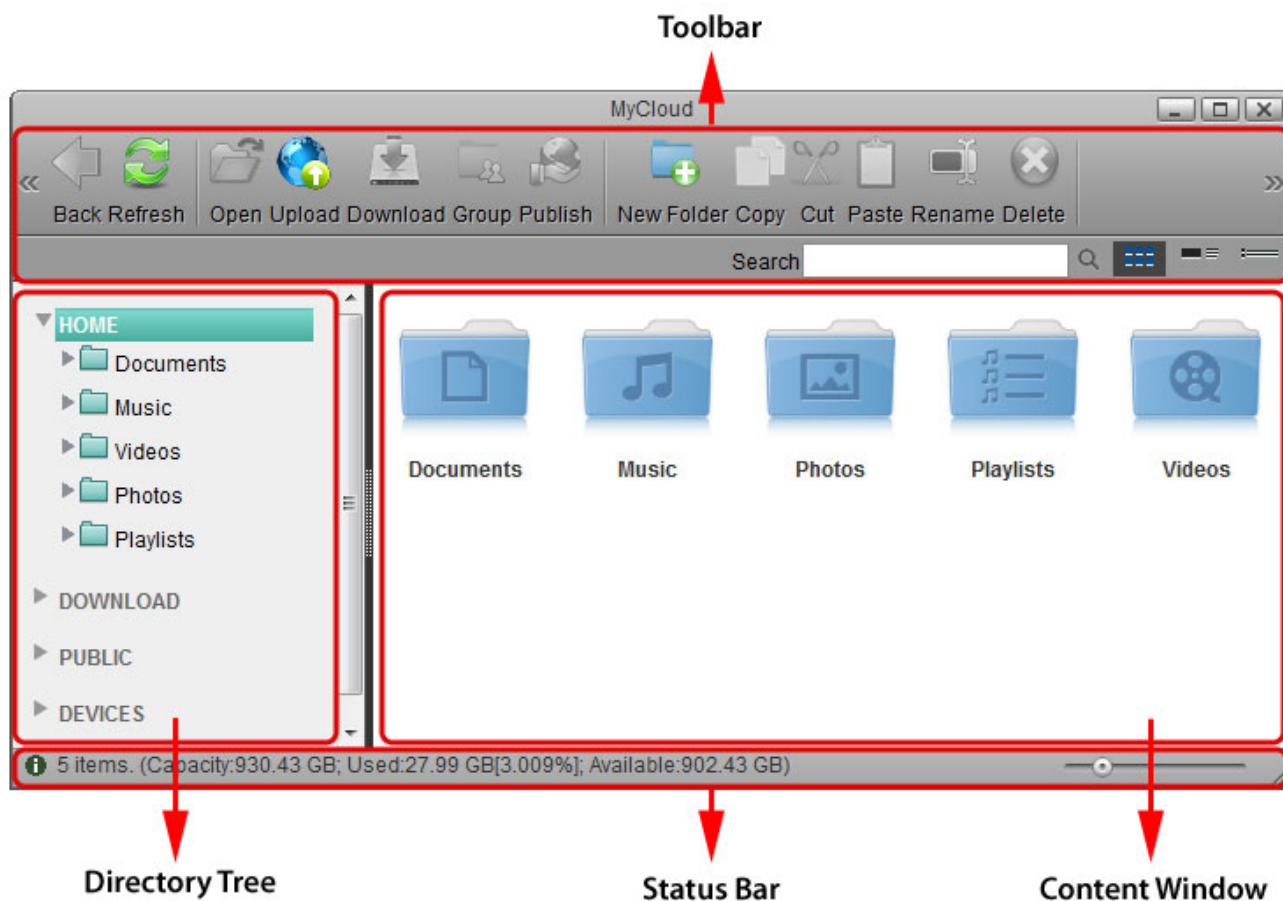 Toolbar
MyCloud
Back Refresh Open Upload Download Group Publish New Folder Copy Cut Paste Rename Delete
Search
HOME
Documents
Music
Videos
Photos
Playlists
DOWNLOAD
PUBLIC
DEVICES
Documents Music Photos Playlists Videos
5 items. (Capacity:930.43 GB; Used:27.99 GB[3.009%]; Available:902.43 GB)
Directory Tree Status Bar Content Window